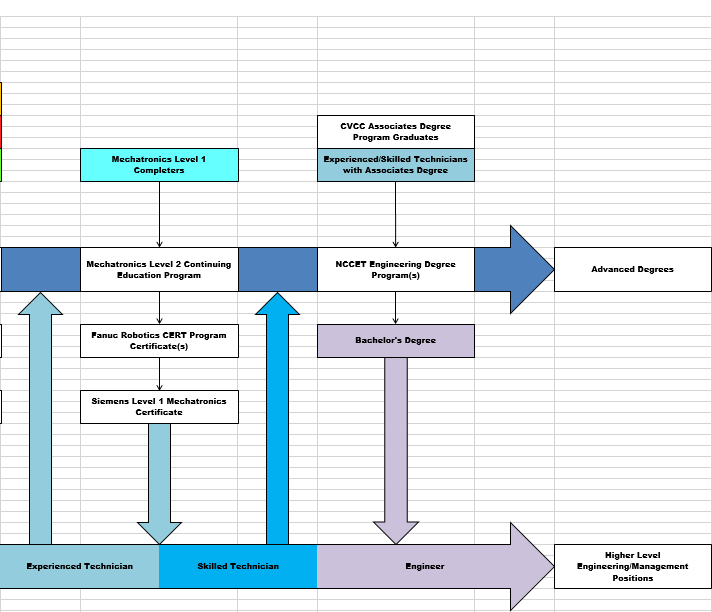 CVCC Associates Degree
Program Graduates
Mechatronics Level 1
Completers
Experienced/Skilled Technicians
with Associates Degree
Mechatronics Level 2 Continuing
Education Program
NCCET Engineering Degree
Program(s)
Advanced Degrees
Fanuc Robotics CERT Program
Certificate(s)
Bachelor's Degree
Siemens Level 1 Mechatronics
Certificate
Experienced Technician
Skilled Technician
Engineer
Higher Level
Engineering/Management
Positions